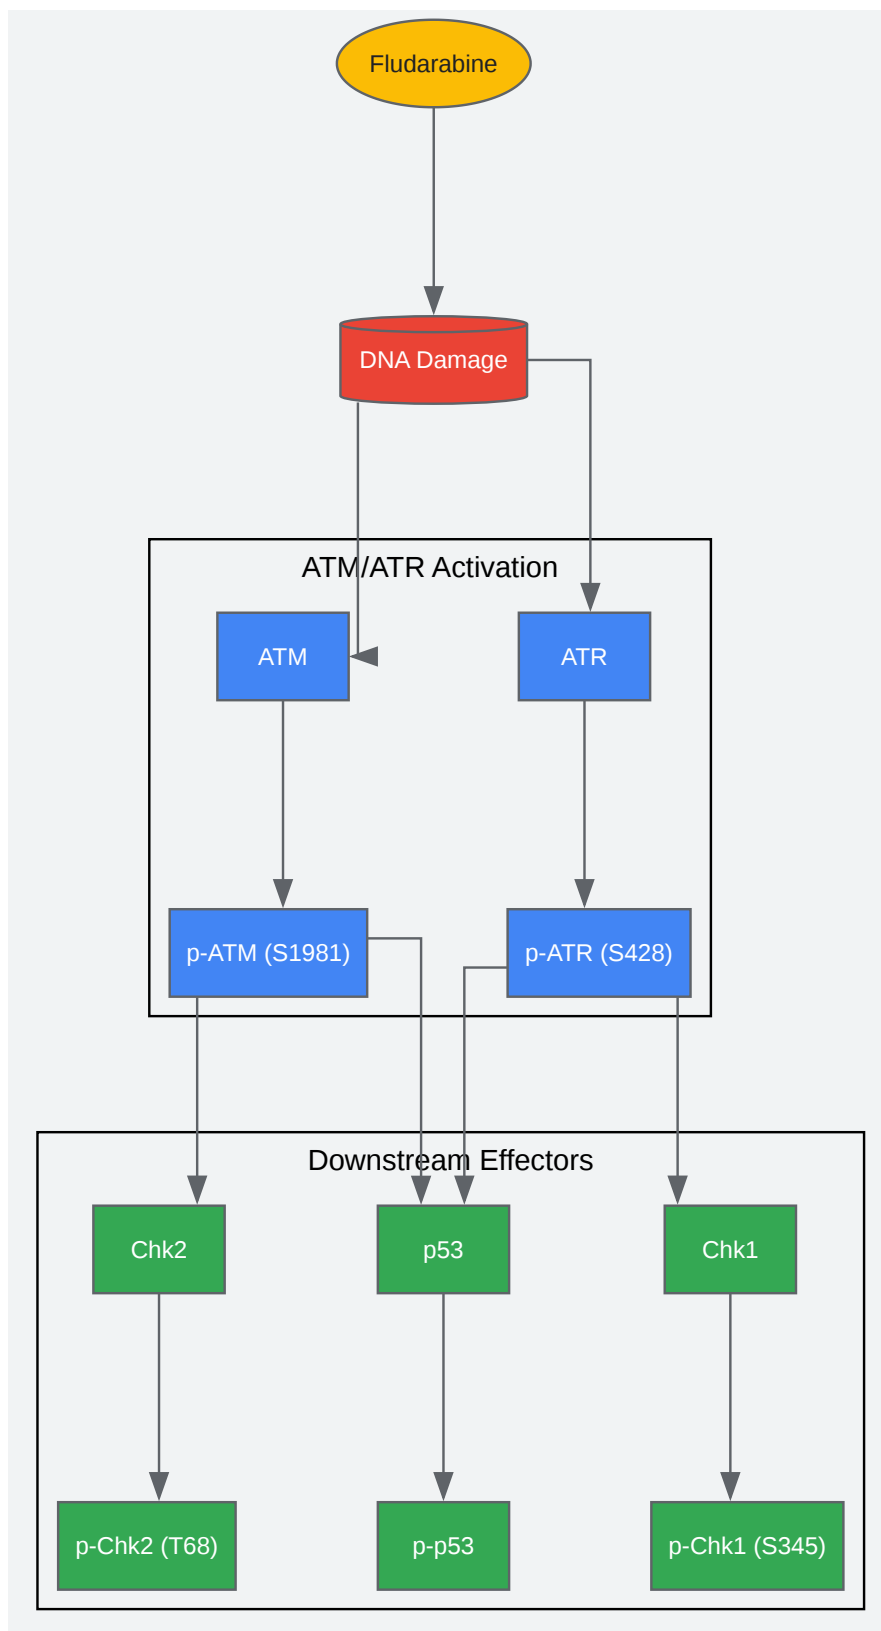 Fludarabine
DNA Damage
ATM/ATR Activation
ATM
ATR
p-ATM (S1981)
p-ATR (S428)
Downstream Effectors
Chk2
p53
Chk1
p-Chk2 (T68)
p-p53
p-Chk1 (S345)